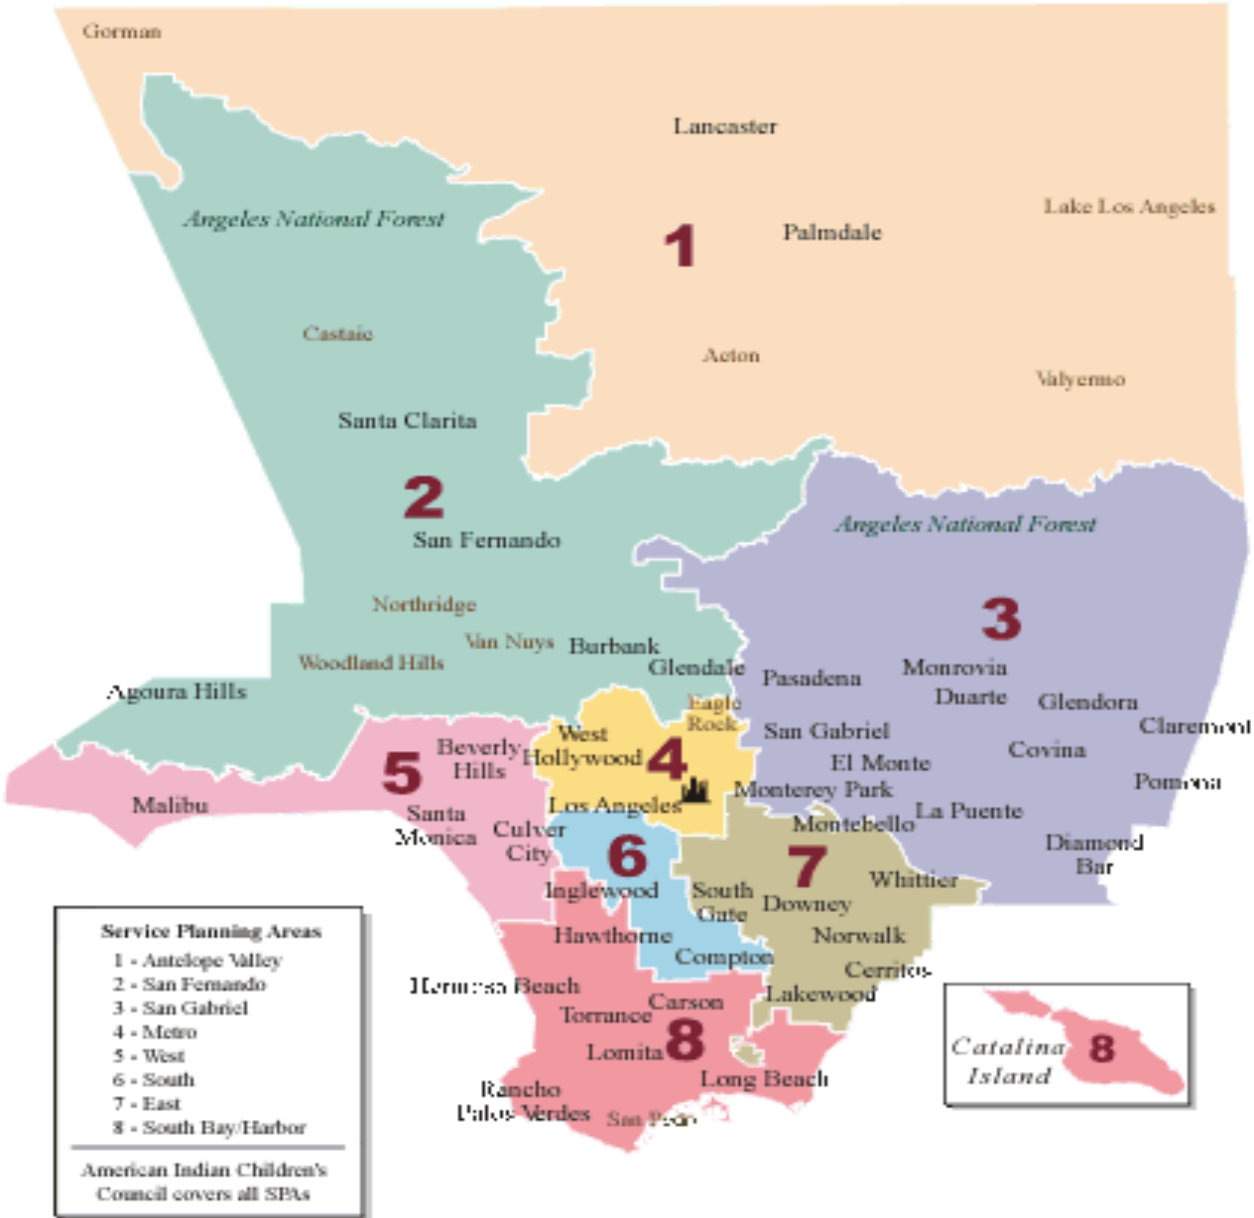 Gorman
Lancaster
Lake Los Angeles
Angeles National Forest
1
Palmdale
Castaic
Acton
Valyermo
Santa Clarita
2
San Fernando
Angeles National Forest
Northridge
3
Van Nuys
Burbank
Woodland Hills
Glendale
Pasadena
Monrovia
Agoura Hills
Duarte
Glendora
Eagle
Rock
San Gabriel
Claremont
West
Hollywood
4
Beverly
Hills
5
Covina
El Monte
Monterey Park
Pomona
Malibu
Los Angeles
Santa
Monica
La Puente
Montebello
Culver
City
6
7
Diamond
Bar
Inglewood
South
Gate
Whittier
Downey
Hawthorne
Norwalk
Compton
Cerritos
Hermosa Beach
Carson
Lakewood
Torrance
8
Lomita
Long Beach
Rancho
Palos Verdes
San Pedro
Catalina
Island
8
Service Planning Areas
1 - Antelope Valley
2 - San Fernando
3 - San Gabriel
4 - Metro
5 - West
6 - South
7 - East
8 - South Bay/Harbor
American Indian Children's
Council covers all SPAs